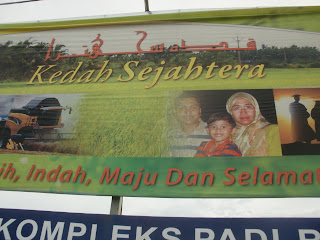 Kedah Sejahtera
ih, Indah, Maju Dan Selamat
KOMPLEKS PADI